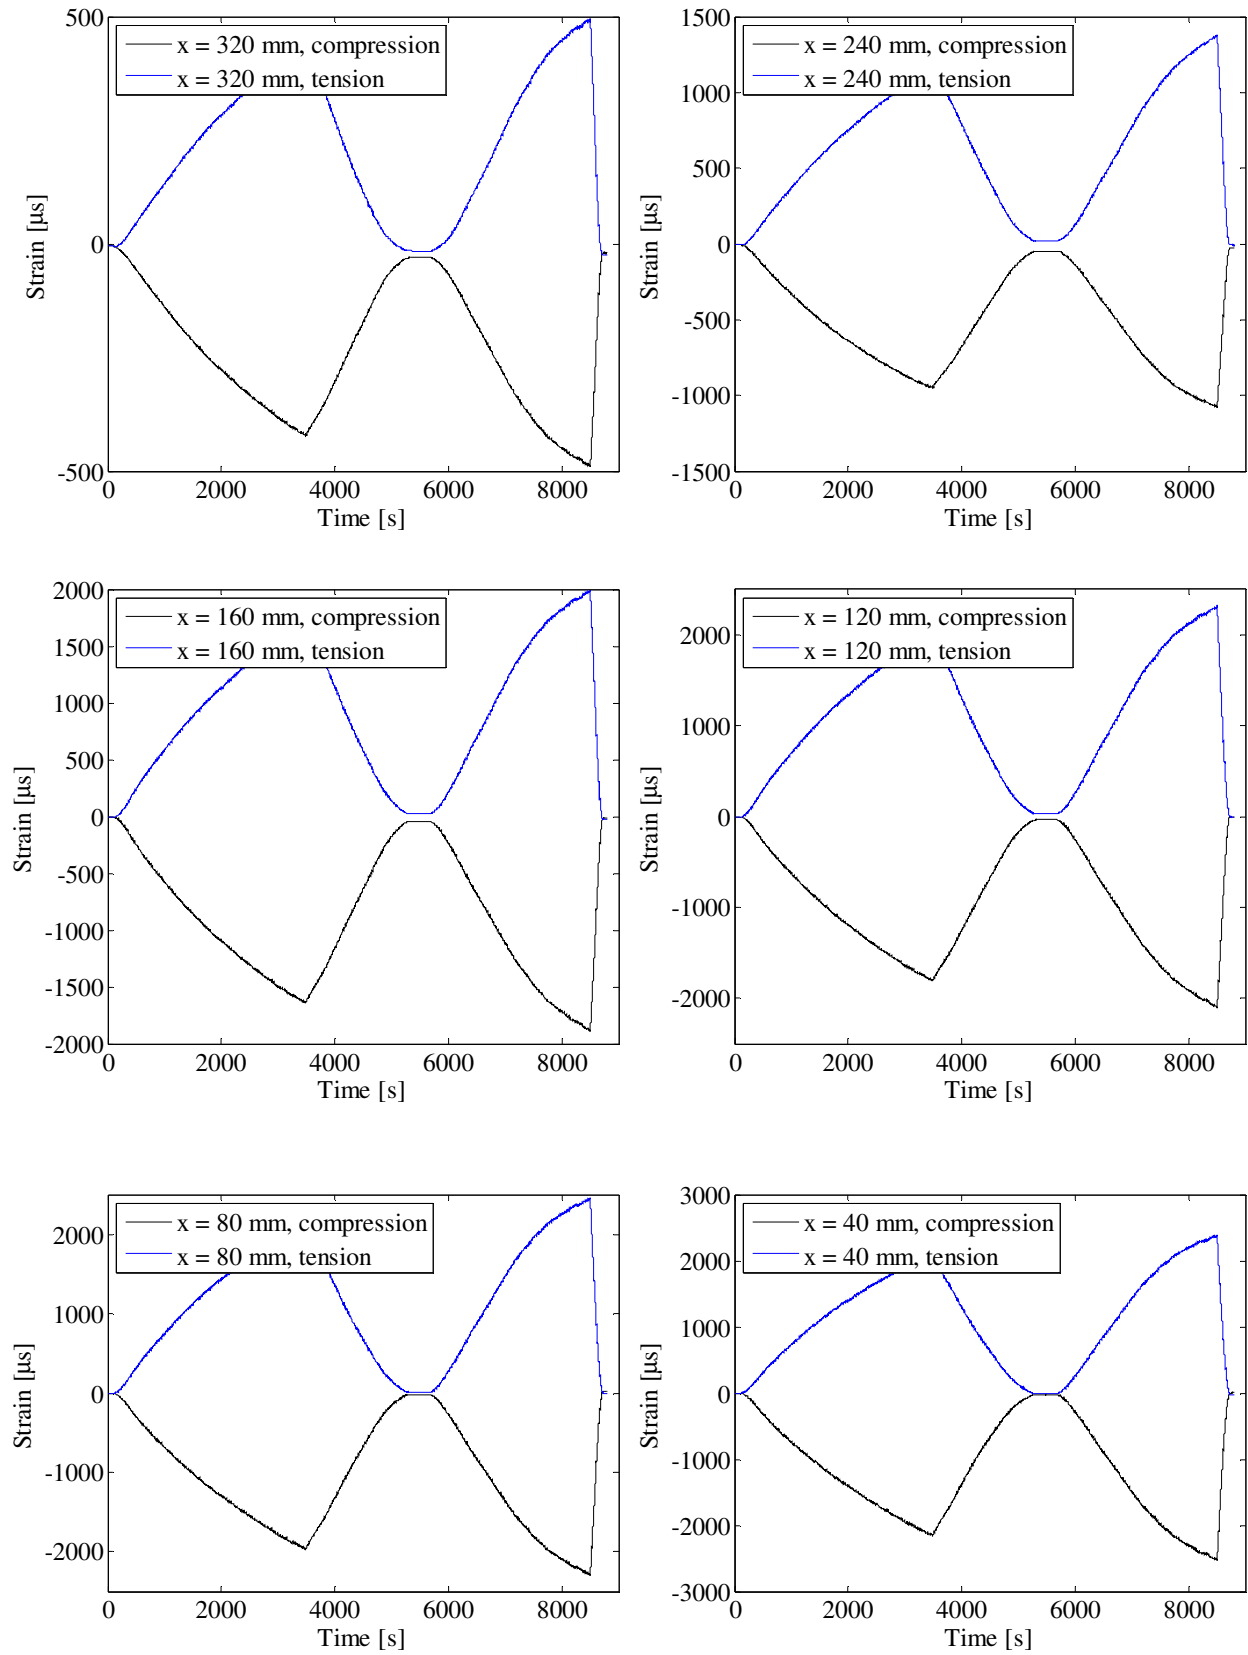 500
x = 320 mm, compression
x = 320 mm, tension
0
-500
Strain [μs]
0 2000 4000 6000 8000
Time [s]
1500
x = 240 mm, compression
x = 240 mm, tension
1000
500
0
-500
-1000
-1500
Strain [μs]
0 2000 4000 6000 8000
Time [s]
2000
x = 160 mm, compression
x = 160 mm, tension
1500
1000
500
0
-500
-1000
-1500
-2000
Strain [μs]
0 2000 4000 6000 8000
Time [s]
x = 120 mm, compression
x = 120 mm, tension
2000
1000
0
-1000
-2000
Strain [μs]
0 2000 4000 6000 8000
Time [s]
x = 80 mm, compression
x = 80 mm, tension
2000
1000
0
-1000
-2000
Strain [μs]
0 2000 4000 6000 8000
Time [s]
3000
x = 40 mm, compression
x = 40 mm, tension
2000
1000
0
-1000
-2000
-3000
Strain [μs]
0 2000 4000 6000 8000
Time [s]